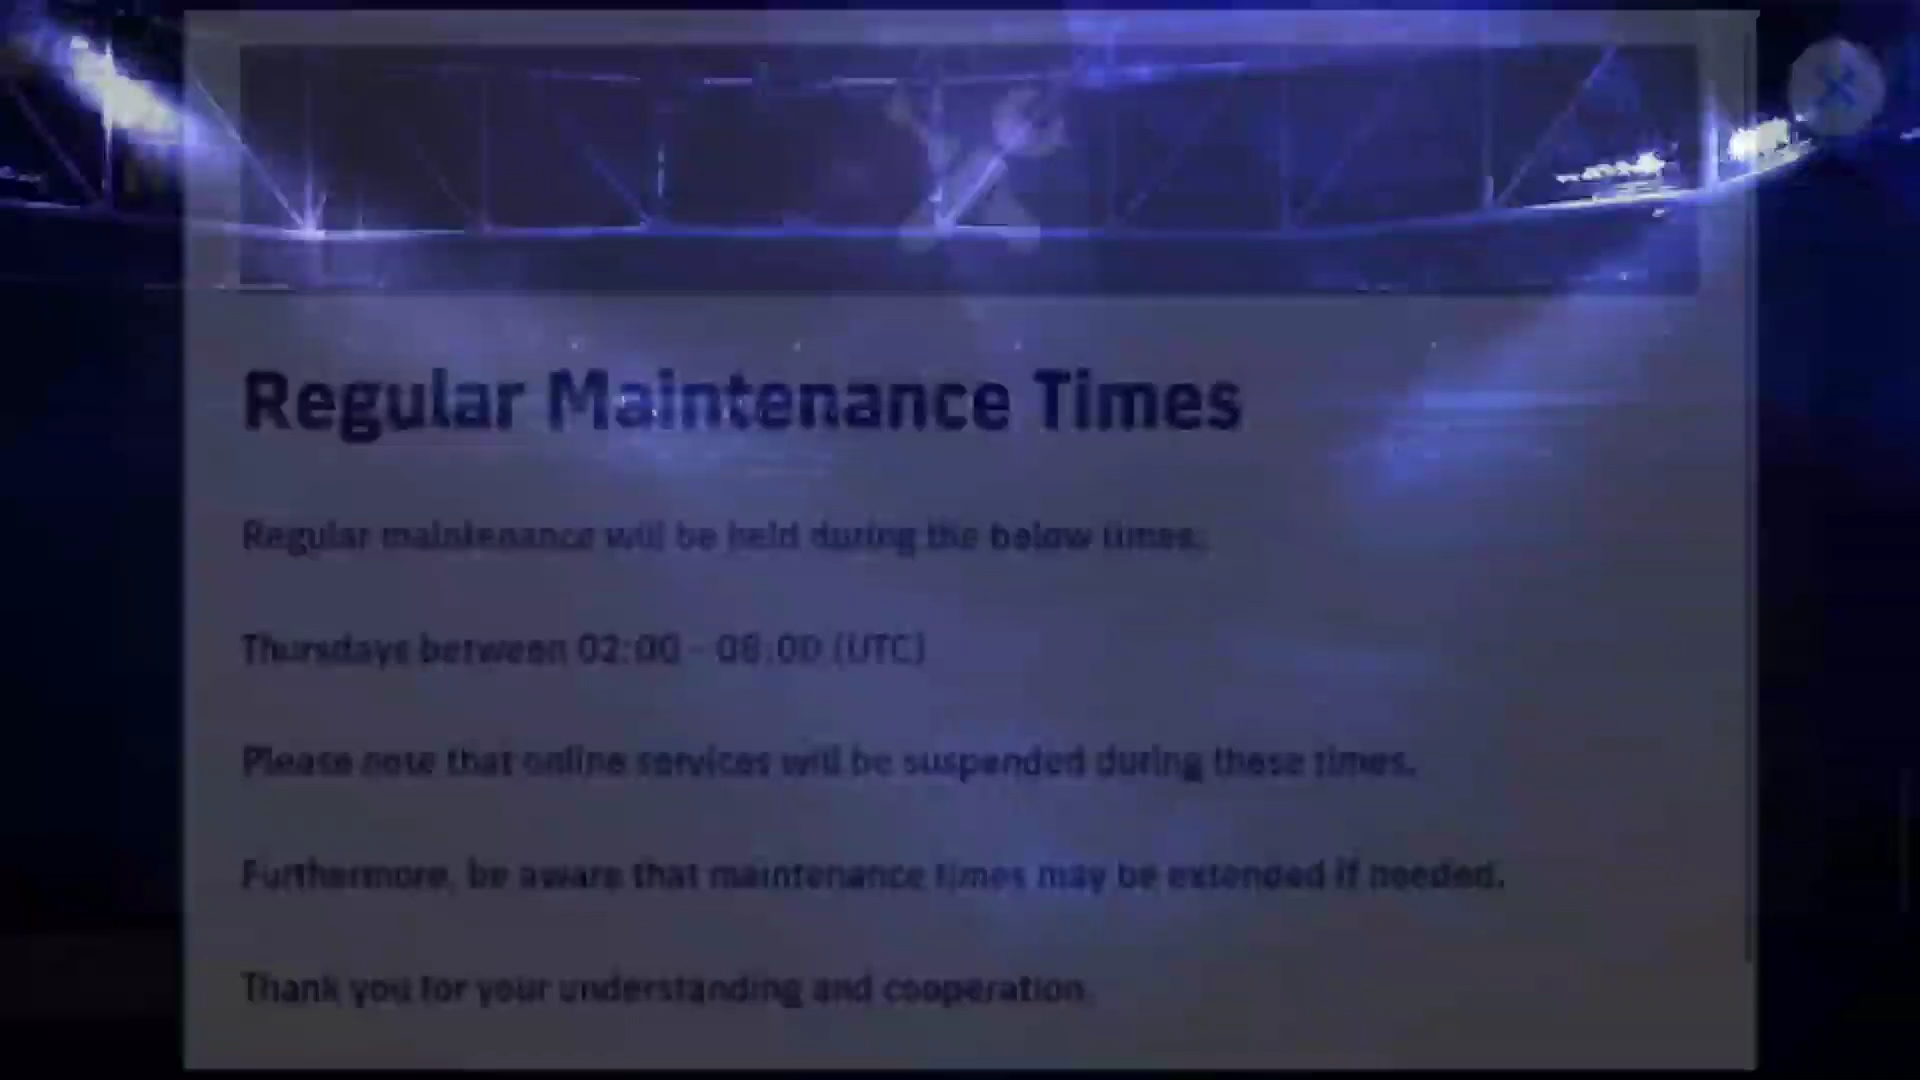 Regular Maintenance Times
Regular maintenance will be held during the below times.
Thursdays between 02:00 - 08:00 (UTC)
Please note that online services will be suspended during these times.
Furthermore, be aware that maintenance times may be extended if needed.
Thank you for your understanding and cooperation.